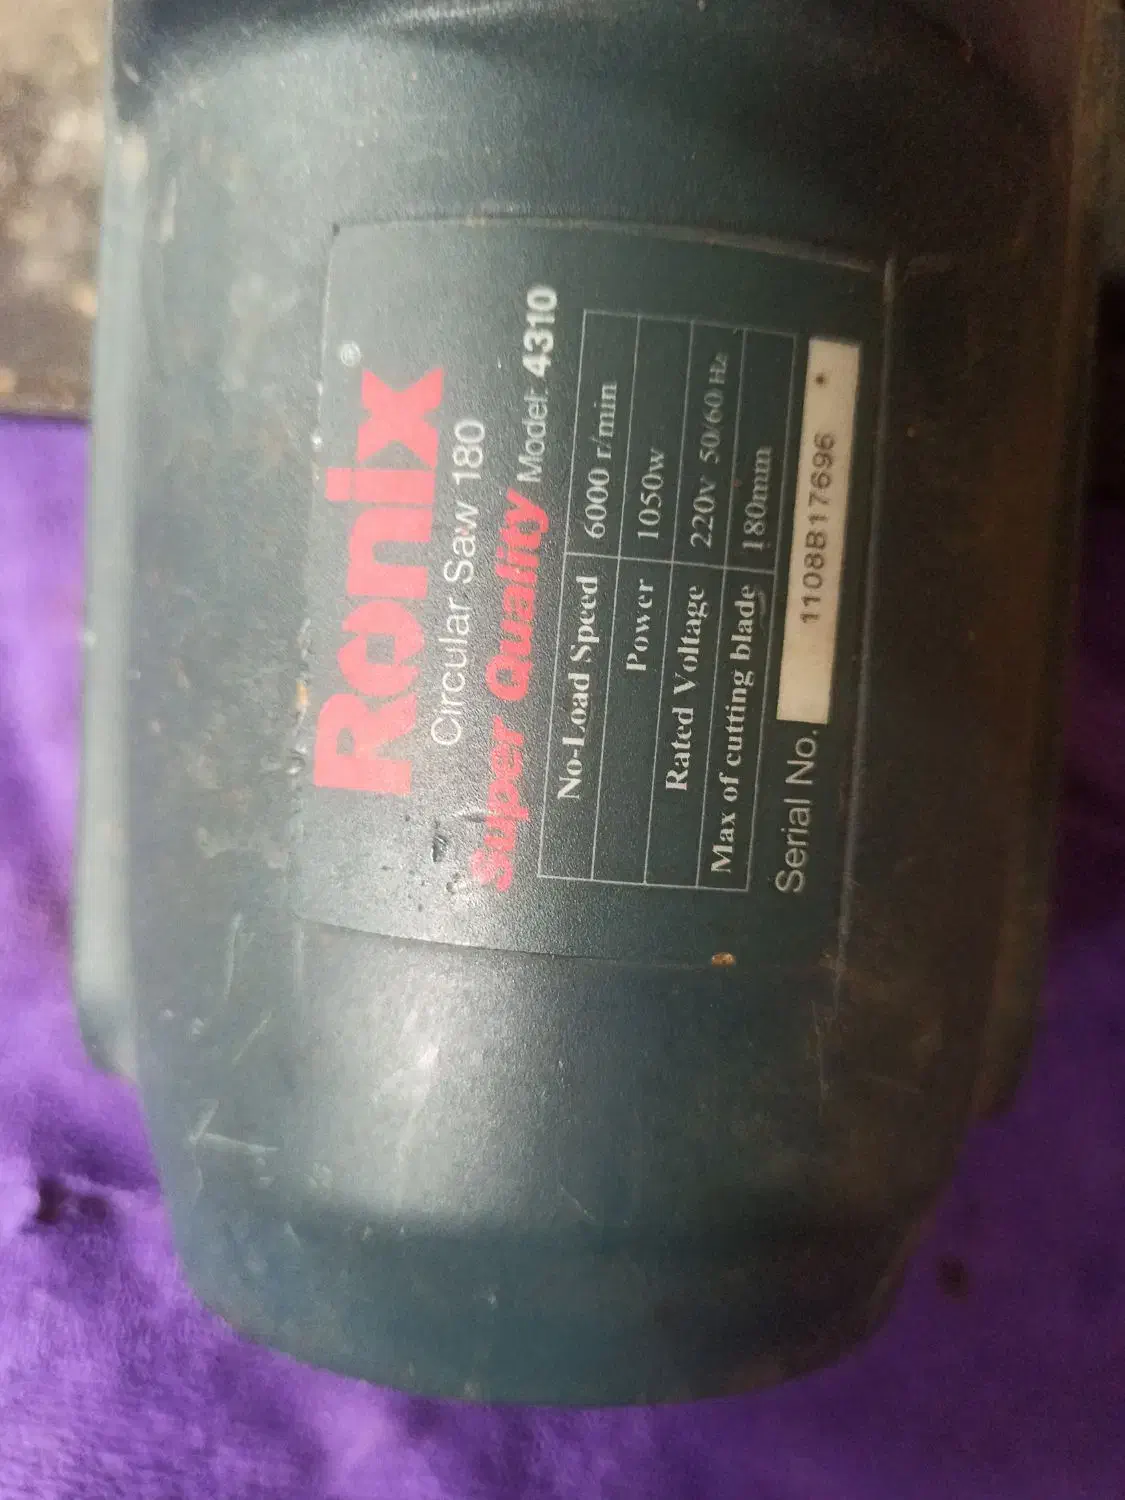 Ronix®
Circular Saw 180
Super Quality Model: 4310
No-Load Speed 6000 r/min
Power 1050w
Rated Voltage 220v 50/60 Hz
Max of cutting blade 180mm
Serial No. 1108B17696